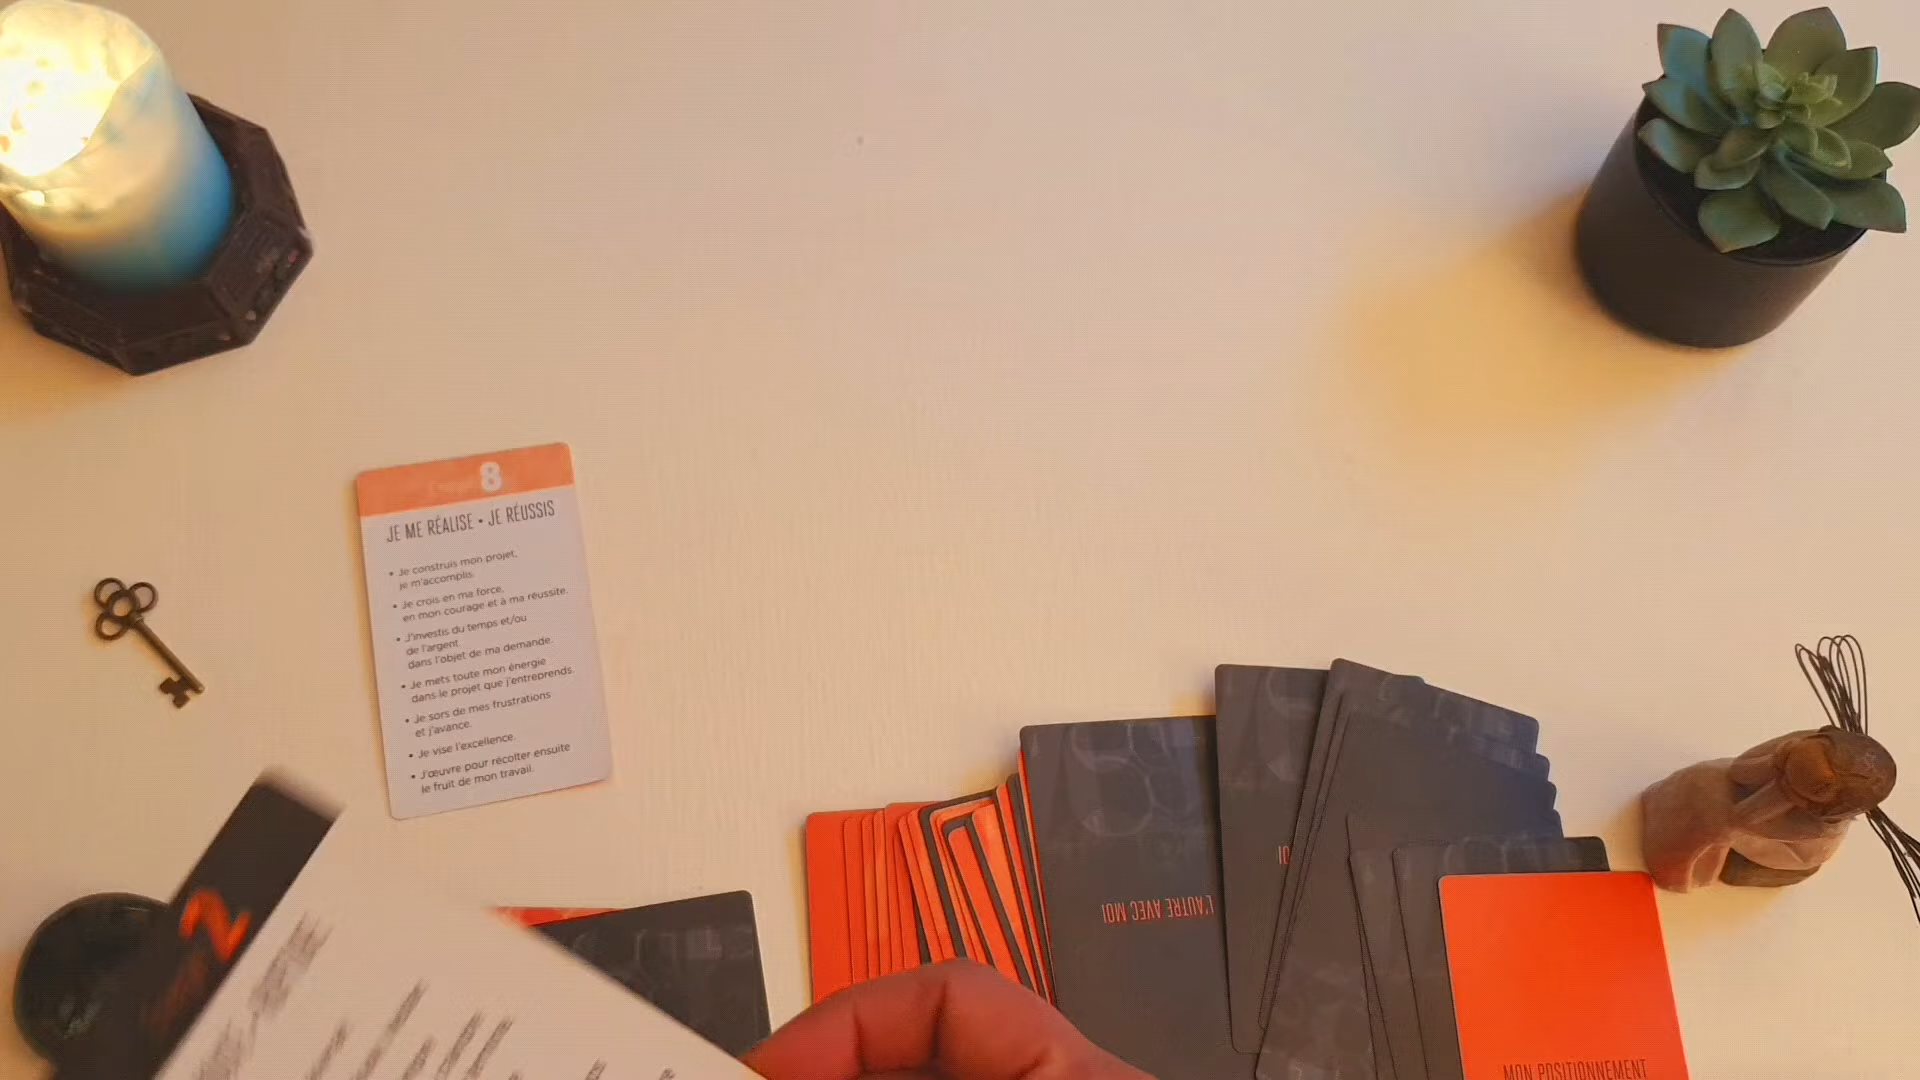 8
JE ME RÉALISE • JE RÉUSSIS
• Je construis mon projet,
je m'accomplis.
• Je crois en ma force,
en mon courage et à ma réussite.
• J'investis du temps et/ou
de l'argent
dans l'objet de ma demande.
• Je mets toute mon énergie
dans le projet que j'entreprends.
• Je sors de mes frustrations
et j'avance.
• Je vise l'excellence.
• J'œuvre pour récolter ensuite
le fruit de mon travail.
2
L'AUTRE AVEC MOI
MON POSITIONNEMENT